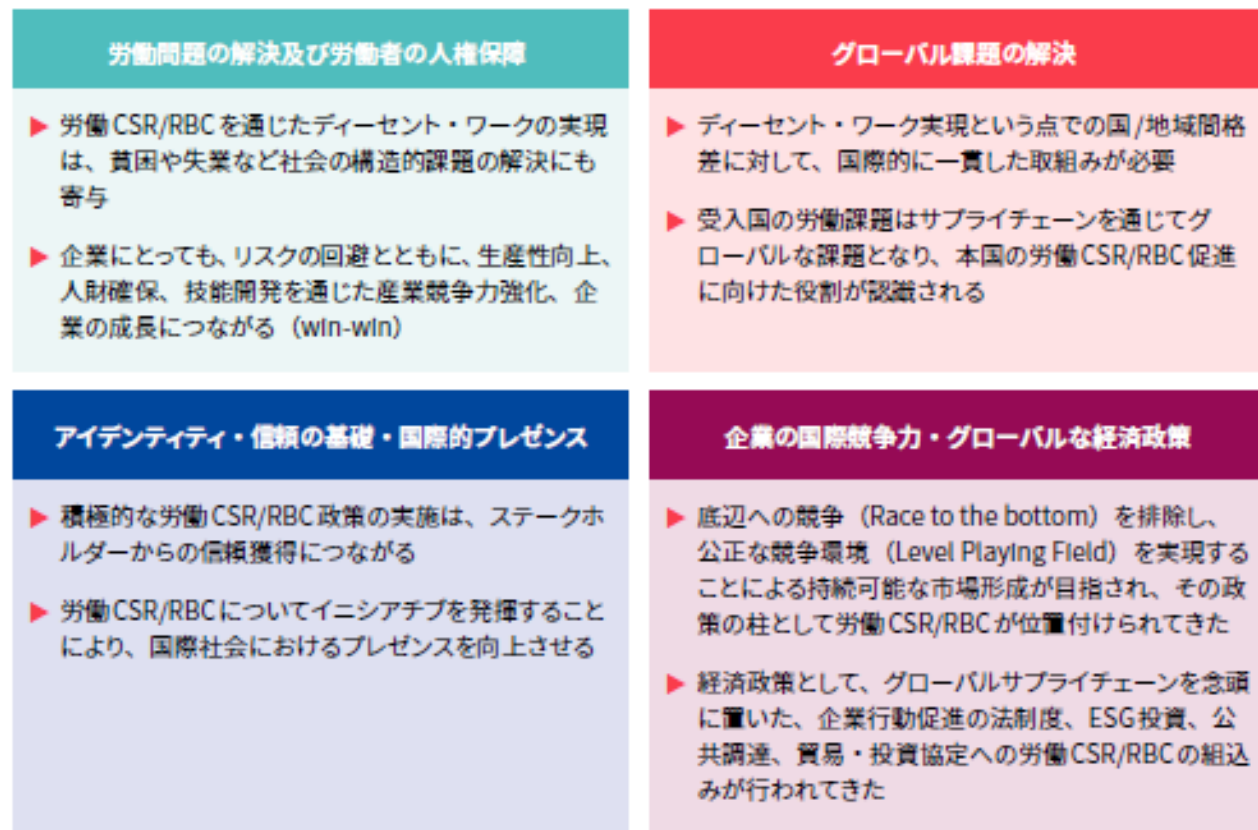 労働問題の解決及び労働者の人権保障
▶ 労働CSR/RBCを通じたディーセント・ワークの実現
は、貧困や失業など社会の構造的課題の解決にも
寄与
▶ 企業にとっても、リスクの回避とともに、生産性向上、
人財確保、技能開発を通じた産業競争力強化、企
業の成長につながる（win-win）
グローバル課題の解決
▶ ディーセント・ワーク実現という点での国/地域間格
差に対して、国際的に一貫した取組みが必要
▶ 受入国の労働課題はサプライチェーンを通じてグ
ローバルな課題となり、本国の労働CSR/RBC促進
に向けた役割が認識される
アイデンティティ・信頼の基礎・国際的プレゼンス
▶ 積極的な労働CSR/RBC政策の実施は、ステークホ
ルダーからの信頼獲得につながる
▶ 労働CSR/RBCについてイニシアチブを発揮すること
により、国際社会におけるプレゼンスを向上させる
企業の国際競争力・グローバルな経済政策
▶ 底辺への競争（Race to the bottom）を排除し、
公正な競争環境（Level Playing Field）を実現する
ことによる持続可能な市場形成が目指され、その政
策の柱として労働CSR/RBCが位置付けられてきた
▶ 経済政策として、グローバルサプライチェーンを念頭
に置いた、企業行動促進の法制度、ESG投資、公
共調達、貿易・投資協定への労働CSR/RBCの組込
みが行われてきた